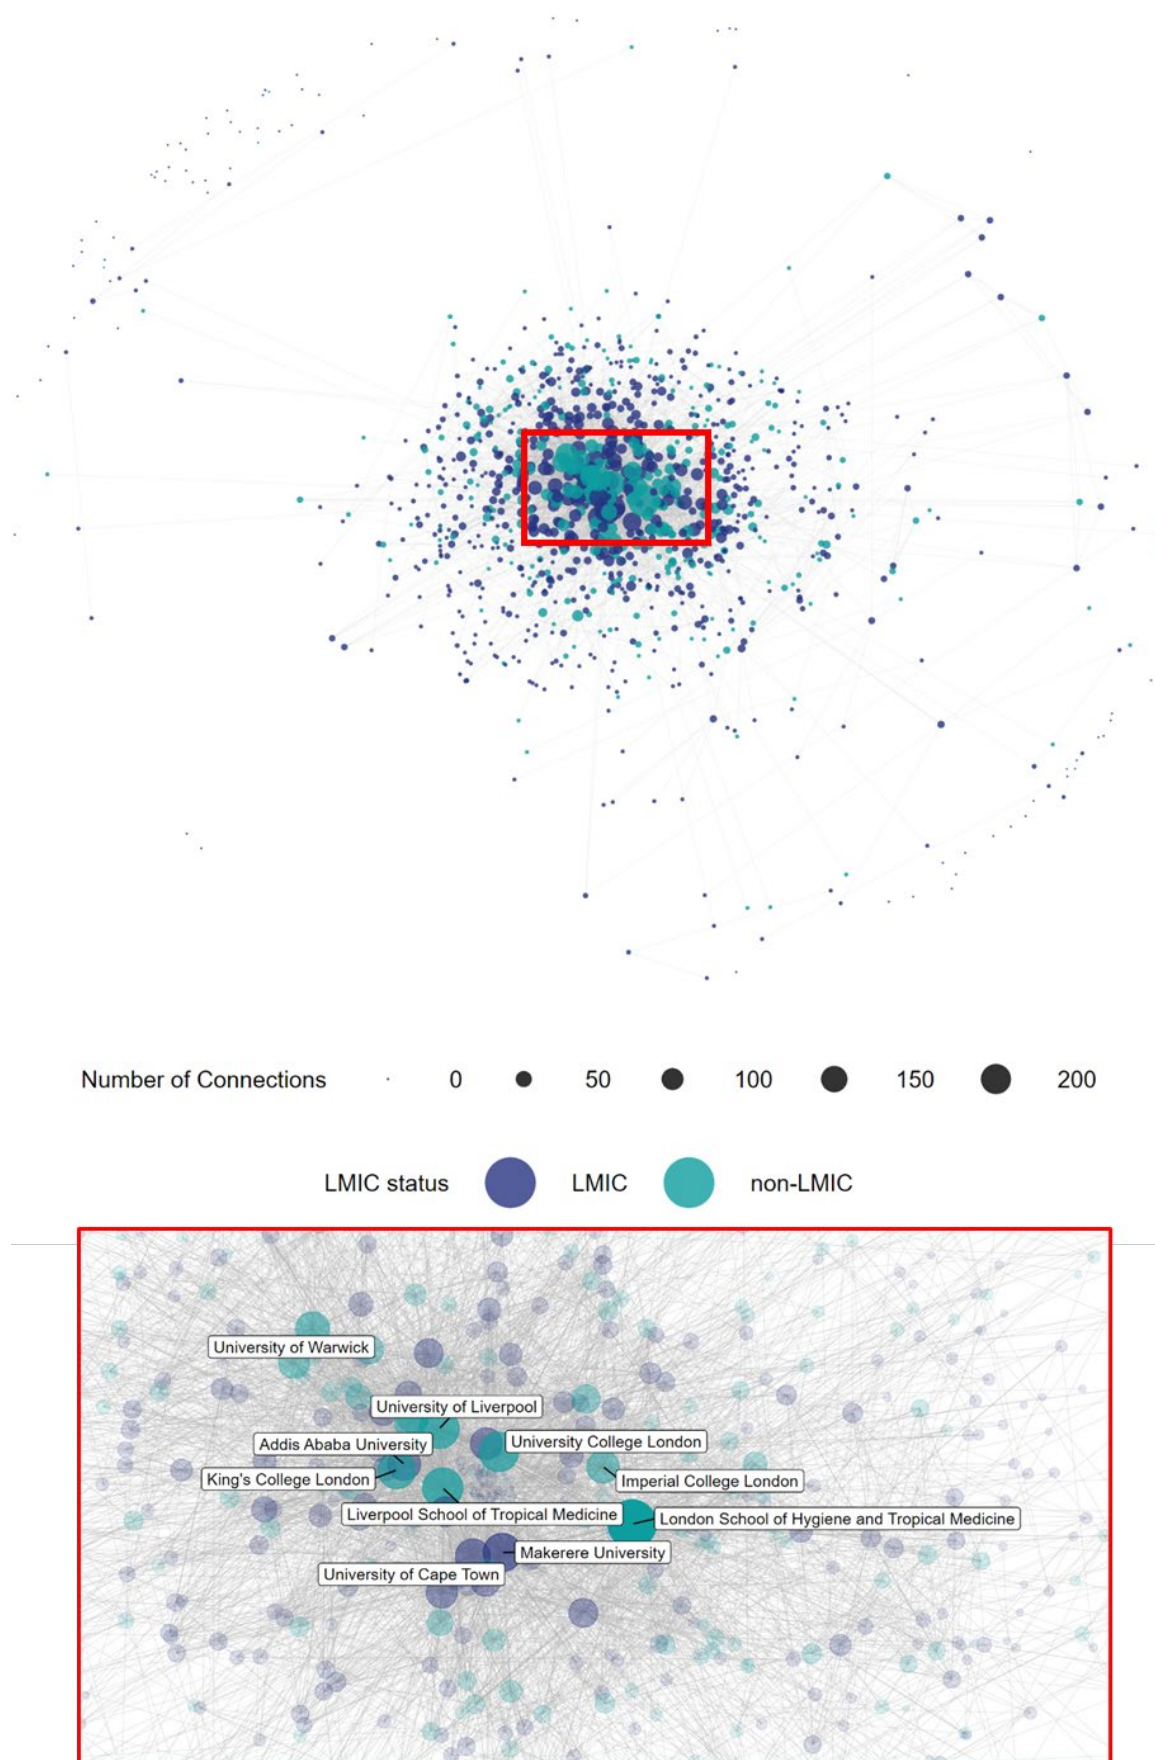 Number of Connections 0 50 100 150 200
LMIC status LMIC non-LMIC
University of Warwick
University of Liverpool
Addis Ababa University
University College London
King's College London
Imperial College London
Liverpool School of Tropical Medicine
London School of Hygiene and Tropical Medicine
Makerere University
University of Cape Town